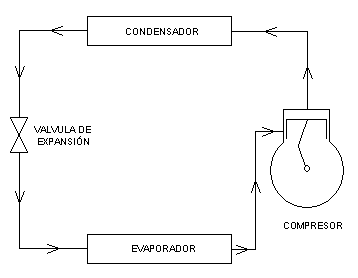 CONDENSADOR
VALVULA DE
EXPANSIÓN
COMPRESOR
EVAPORADOR